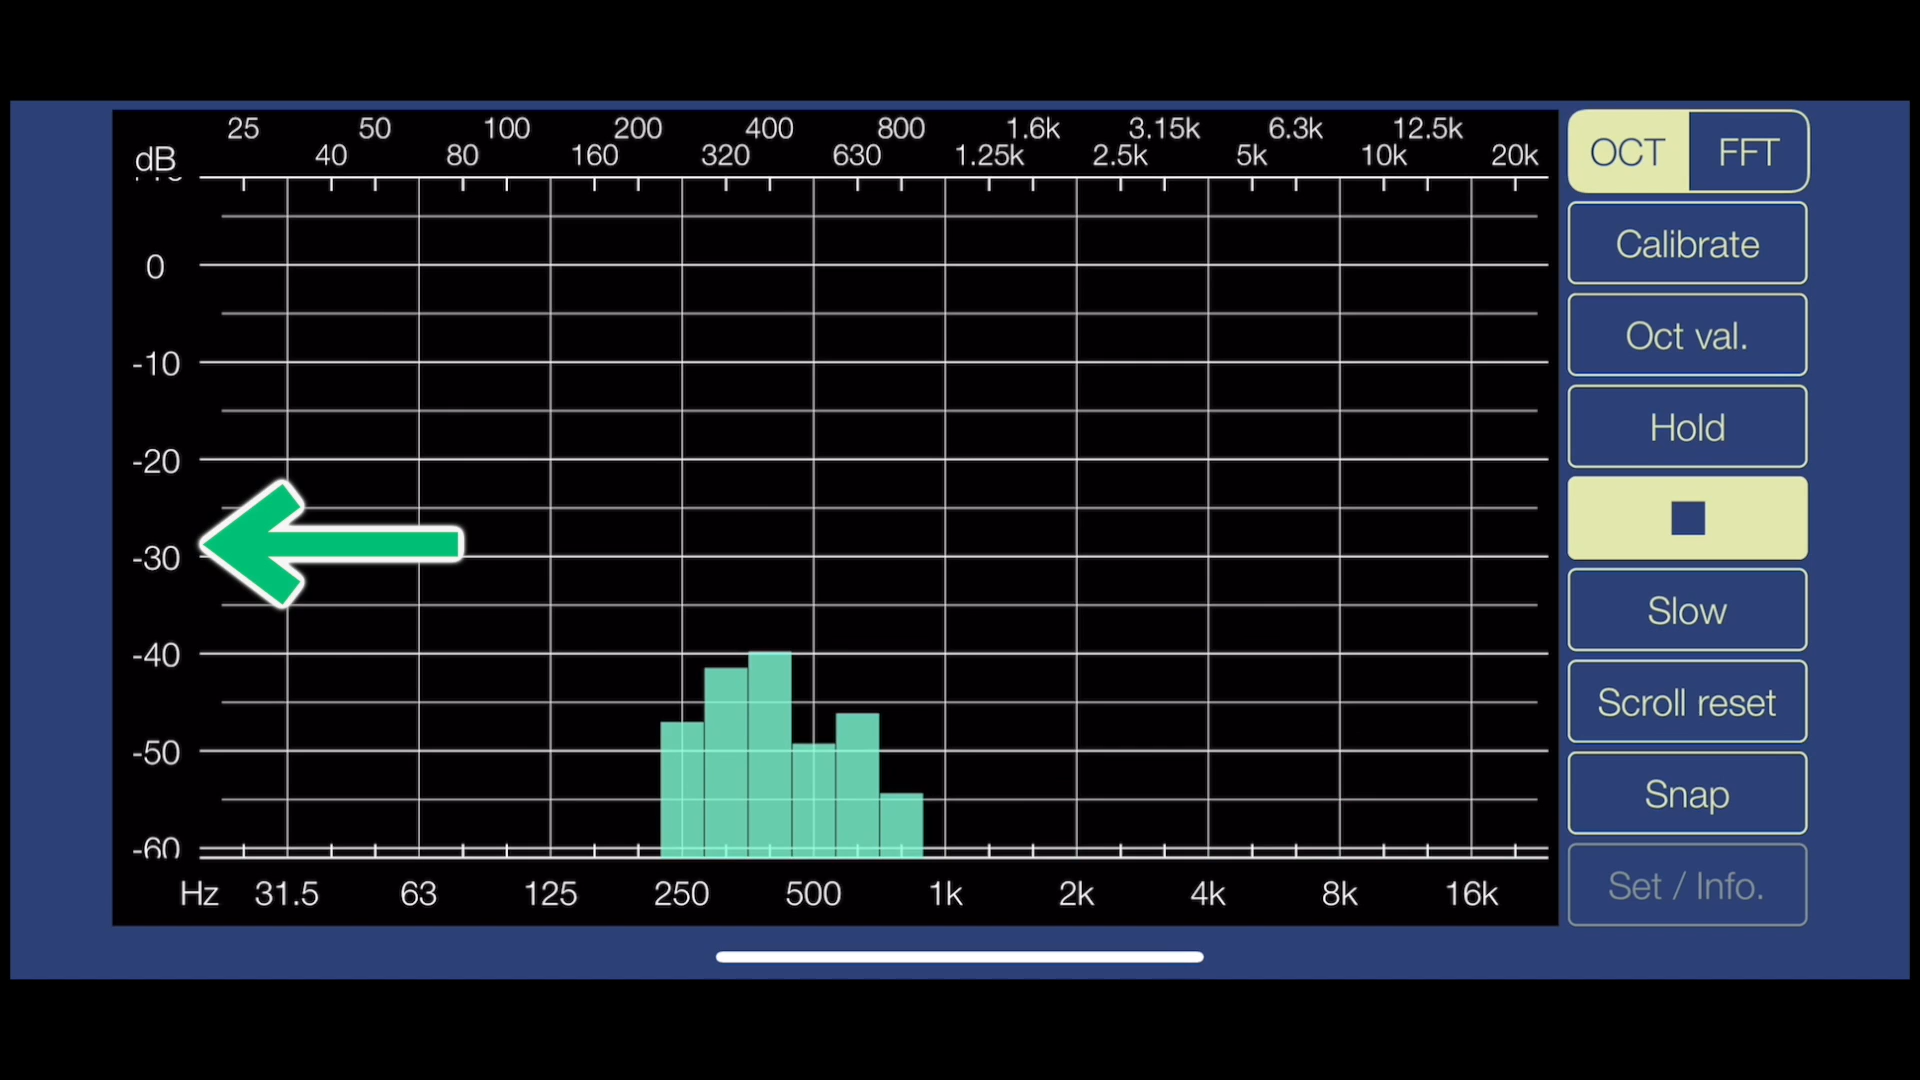 25 50 100 200 400 800 1.6k 3.15k 6.3k 12.5k
dB 40 80 160 320 630 1.25k 2.5k 5k 10k 20k
0
-10
-20
-30
-40
-50
-60
Hz 31.5 63 125 250 500 1k 2k 4k 8k 16k
OCT FFT
Calibrate
Oct val.
Hold
Slow
Scroll reset
Snap
Set / Info.